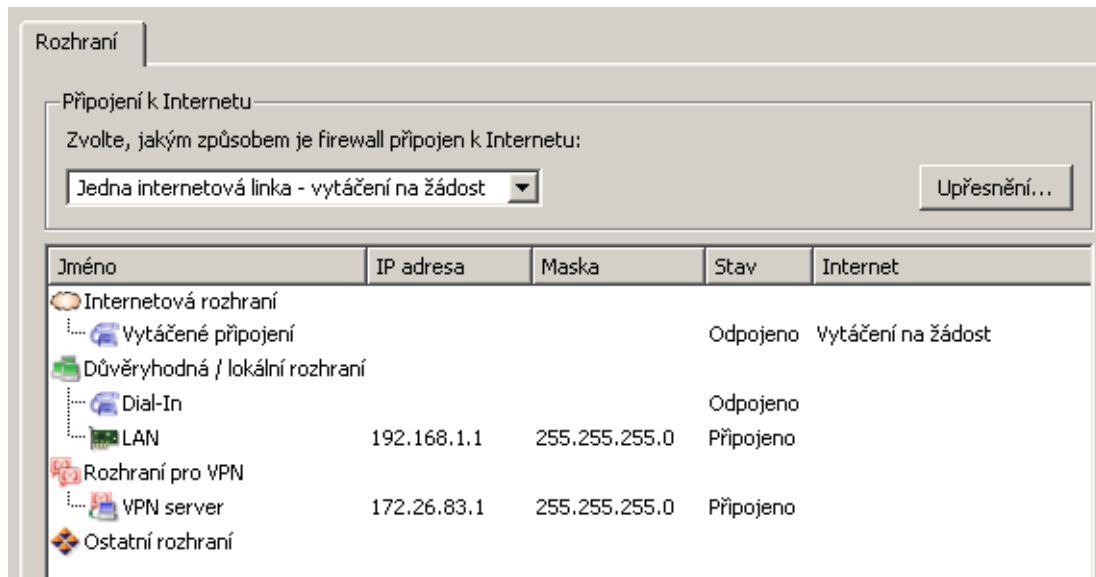 Rozhraní
Připojení k Internetu
Zvolte, jakým způsobem je firewall připojen k Internetu:
Jedna internetová linka - vytáčení na žádost
Upřesnění...
Jméno IP adresa Maska Stav Internet
Internetová rozhraní
Vytáčené připojení Odpojeno Vytáčení na žádost
Důvěryhodná / lokální rozhraní
Dial-In Odpojeno
LAN 192.168.1.1 255.255.255.0 Připojeno
Rozhraní pro VPN
VPN server 172.26.83.1 255.255.255.0 Připojeno
Ostatní rozhraní